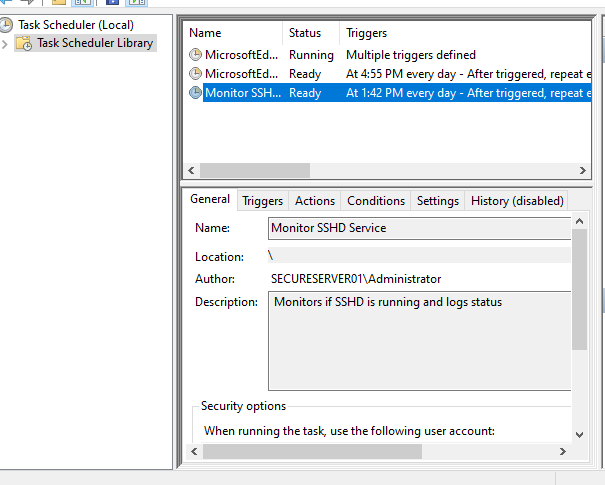 Task Scheduler (Local)
Task Scheduler Library
Name Status Triggers
MicrosoftEd... Running Multiple triggers defined
MicrosoftEd... Ready At 4:55 PM every day - After triggered, repeat e
Monitor SSH... Ready At 1:42 PM every day - After triggered, repeat e
General Triggers Actions Conditions Settings History (disabled)
Name: Monitor SSHD Service
Location: \
Author: SECURESERVER01\Administrator
Description: Monitors if SSHD is running and logs status
Security options
When running the task, use the following user account: